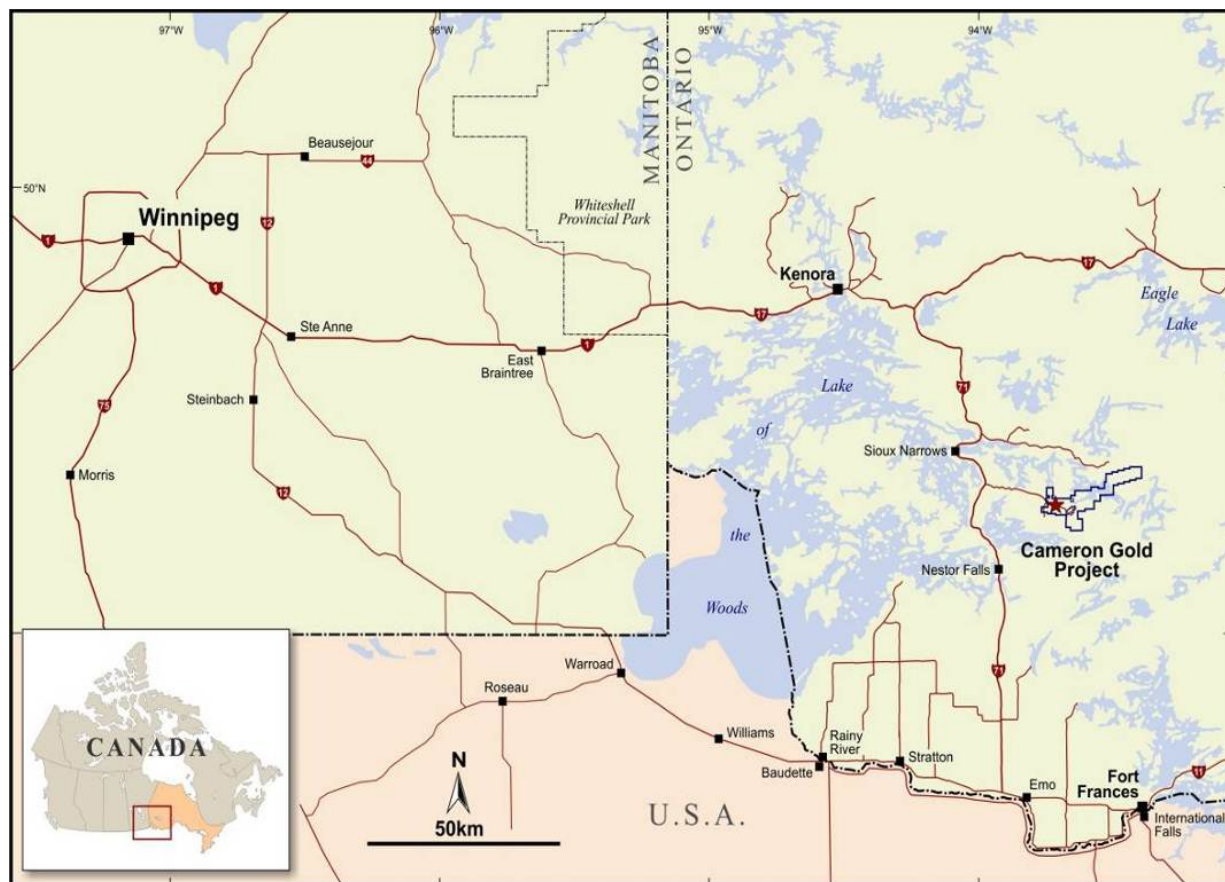 97°W
96°W
95°W
94°W
MANITOBA
ONTARIO
Beausejour
44
50°N
Winnipeg
1
12
Whiteshell
Provincial Park
1
Kenora
17
17
Eagle
Lake
Ste Anne
East
Braintree
1
Lake
71
Steinbach
75
of
Sioux Narrows
Morris
12
the
Cameron Gold
Project
Nestor Falls
Woods
Warroad
71
Roseau
CANADA
Williams
Rainy
River
Stratton
Baudette
N
Emo
Fort
Frances
11
International
Falls
50km
U.S.A.